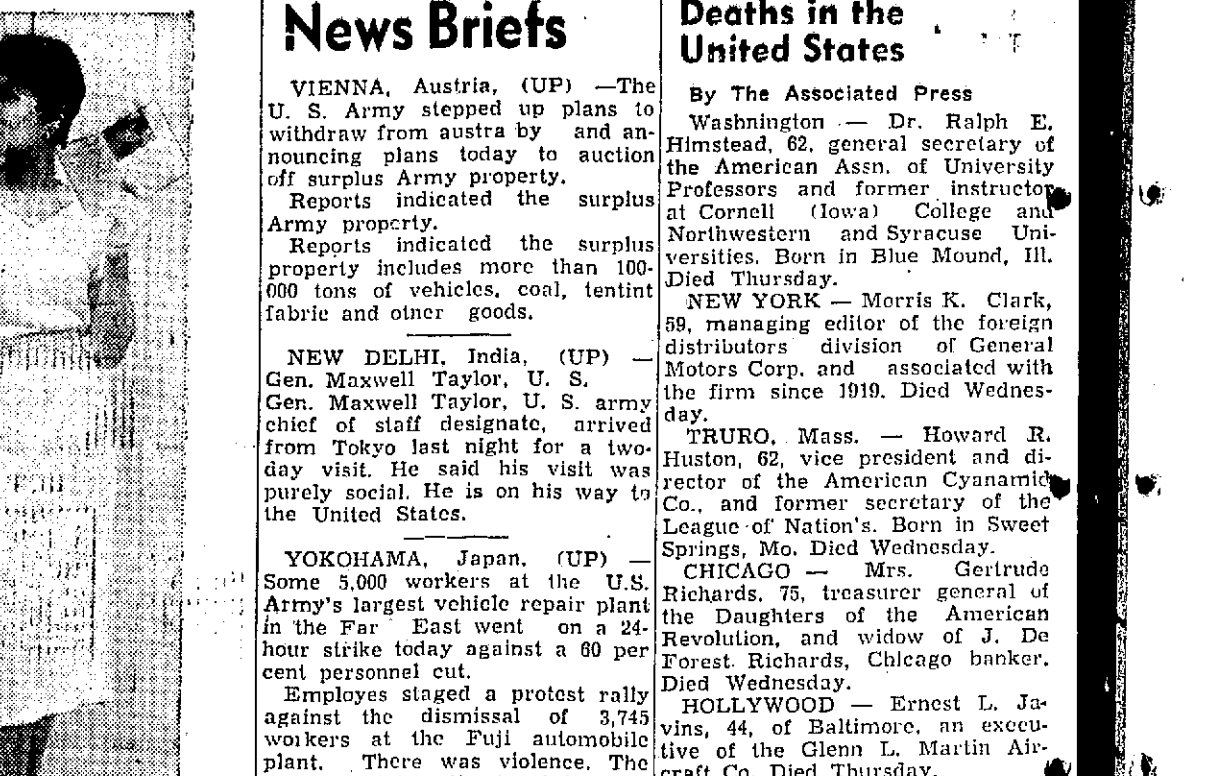 News Briefs
VIENNA, Austria, (UP) —The
U. S. Army stepped up plans to
withdraw from austra by and an-
nouncing plans today to auction
off surplus Army property.
Reports indicated the surplus
Army property.
Reports indicated the surplus
property includes more than 100-
000 tons of vehicles, coal, tentint
fabric and otner goods.
NEW DELHI, India, (UP) —
Gen. Maxwell Taylor, U. S.
Gen. Maxwell Taylor, U. S. army
chief of staff designate, arrived
from Tokyo last night for a two-
day visit. He said his visit was
purely social. He is on his way to
the United States.
YOKOHAMA, Japan, (UP) —
Some 5,000 workers at the U.S.
Army's largest vehicle repair plant
in the Far East went on a 24-
hour strike today against a 60 per
cent personnel cut.
Employes staged a protest rally
against the dismissal of 3,745
workers at the Fuji automobile
plant. There was violence. The
Deaths in the
United States
By The Associated Press
Washnington — Dr. Ralph E.
Himstead, 62, general secretary of
the American Assn. of University
Professors and former instructor
at Cornell (Iowa) College and
Northwestern and Syracuse Uni-
versities. Born in Blue Mound, Ill.
Died Thursday.
NEW YORK — Morris K. Clark,
59, managing editor of the foreign
distributors division of General
Motors Corp. and associated with
the firm since 1919. Died Wednes-
day.
TRURO, Mass. — Howard R.
Huston, 62, vice president and di-
rector of the American Cyanamid
Co., and former secretary of the
League of Nation's. Born in Sweet
Springs, Mo. Died Wednesday.
CHICAGO — Mrs. Gertrude
Richards, 75, treasurer general of
the Daughters of the American
Revolution, and widow of J. De
Forest Richards, Chicago banker.
Died Wednesday.
HOLLYWOOD — Ernest L. Ja-
vins, 44, of Baltimore, an execu-
tive of the Glenn L. Martin Air-
craft Co. Died Thursday.